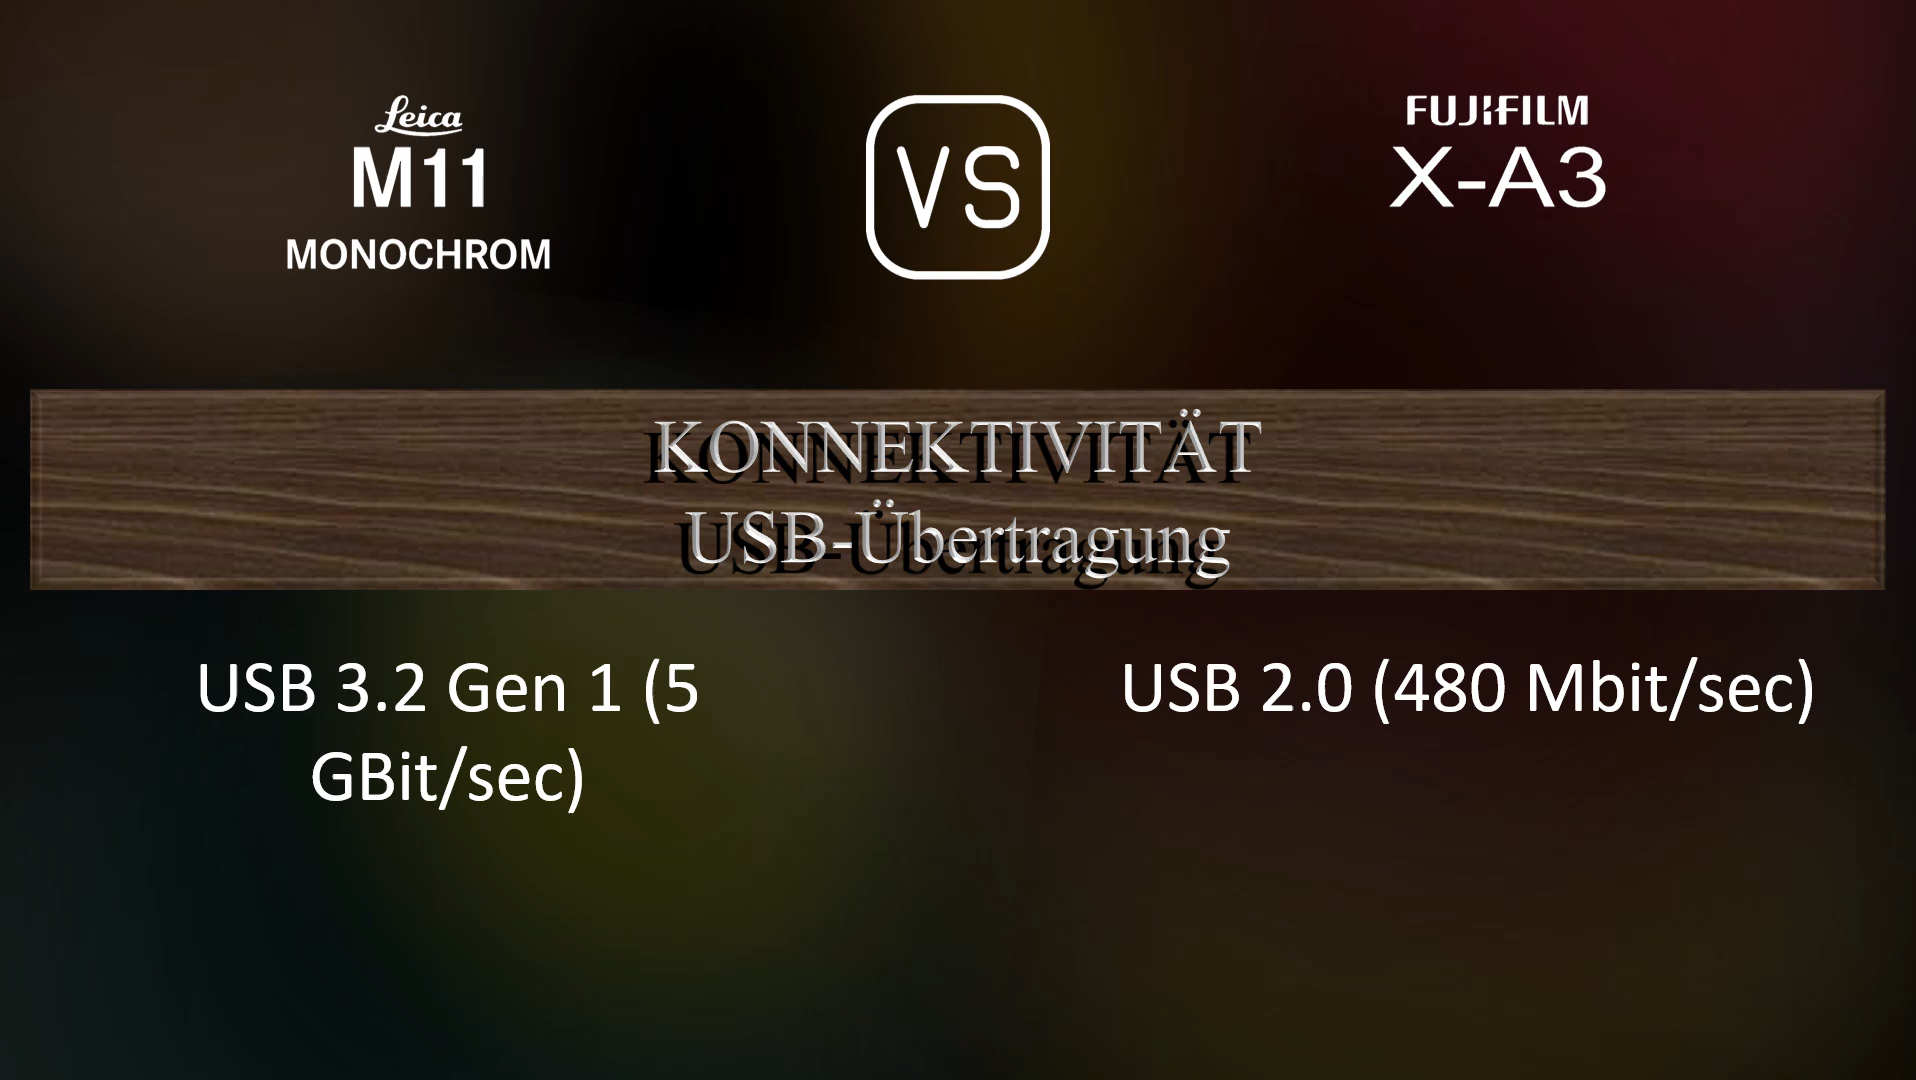 Leica
M11
MONOCHROM
VS
FUJIFILM
X-A3
KONNEKTIVITÄT
USB-Übertragung
USB 3.2 Gen 1 (5
GBit/sec)
USB 2.0 (480 Mbit/sec)